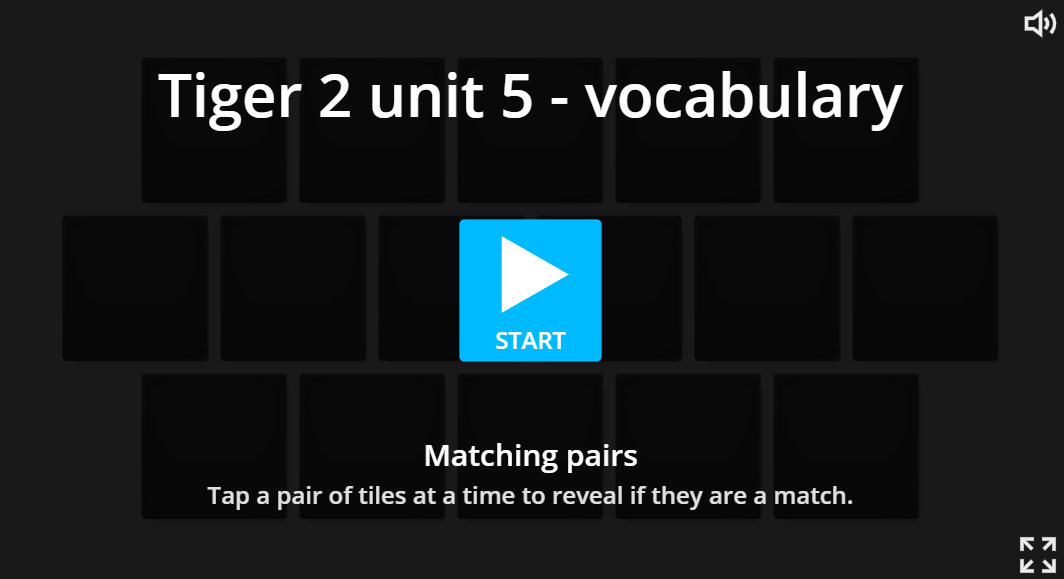 Tiger 2 unit 5 - vocabulary
START
Matching pairs
Tap a pair of tiles at a time to reveal if they are a match.